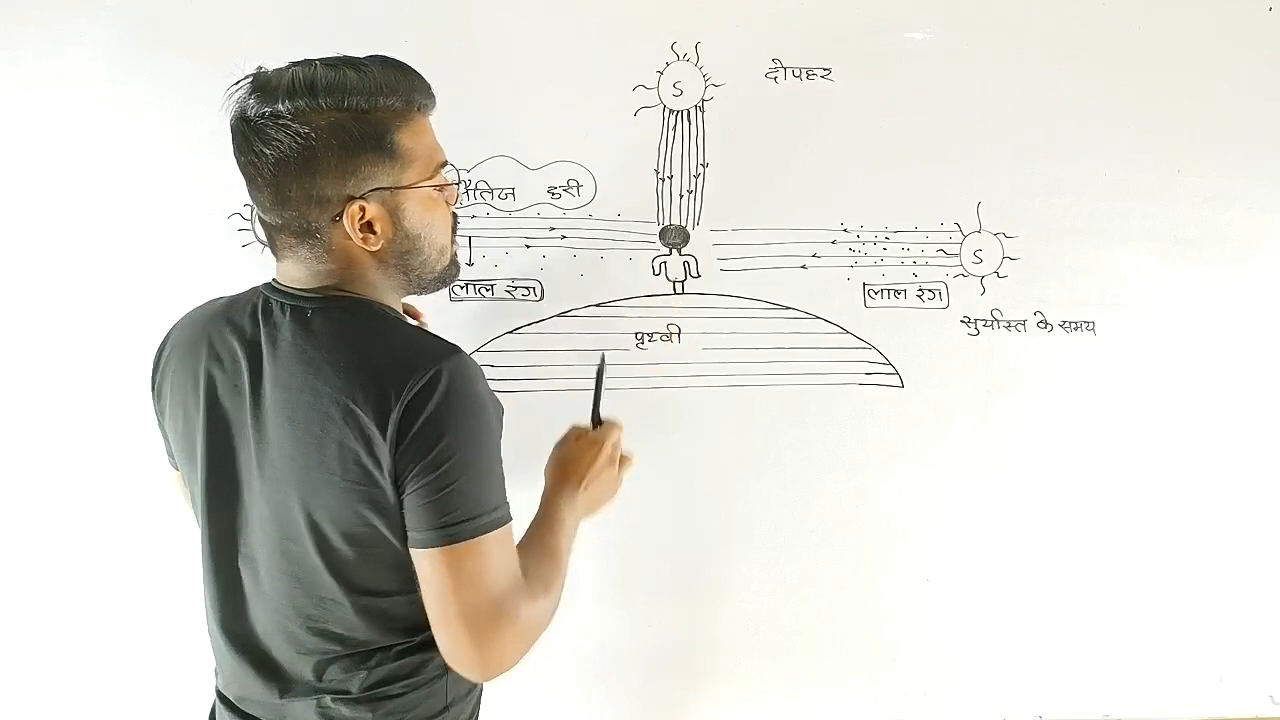 S
दोपहर
तिज दुरी
S
लाल रंग
लाल रंग
सुर्यास्त के समय
पृथ्वी